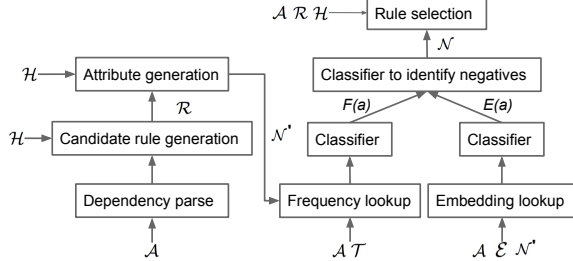 𝒜 ℛ ℋ
Rule selection
𝒩
ℋ
Attribute generation
Classifier to identify negatives
ℛ
F(a)
E(a)
ℋ
Candidate rule generation
𝒩'
Classifier
Classifier
Dependency parse
Frequency lookup
Embedding lookup
𝒜
𝒜 𝒯
𝒜 ℰ 𝒩'